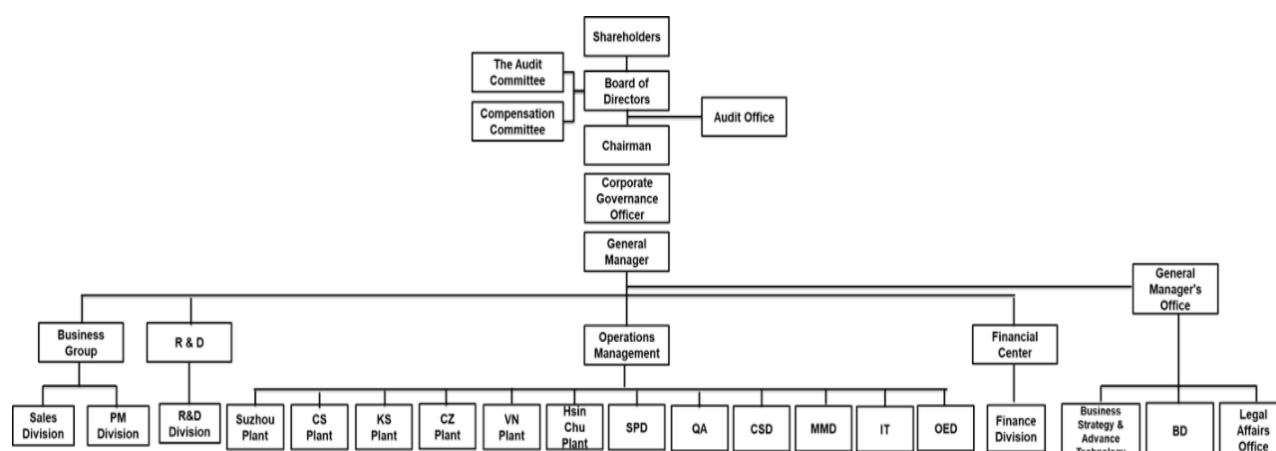 Shareholders
The Audit
Committee
Board of
Directors
Compensation
Committee
Audit Office
Chairman
Corporate
Governance
Officer
General
Manager
General
Manager's
Office
Business
Group
R & D
Operations
Management
Financial
Center
Sales
Division
PM
Division
R&D
Division
Suzhou
Plant
CS
Plant
KS
Plant
CZ
Plant
VN
Plant
Hsin
Chu
Plant
SPD
QA
CSD
MMD
IT
OED
Finance
Division
Business
Strategy &
Advance
Technology
BD
Legal
Affairs
Office